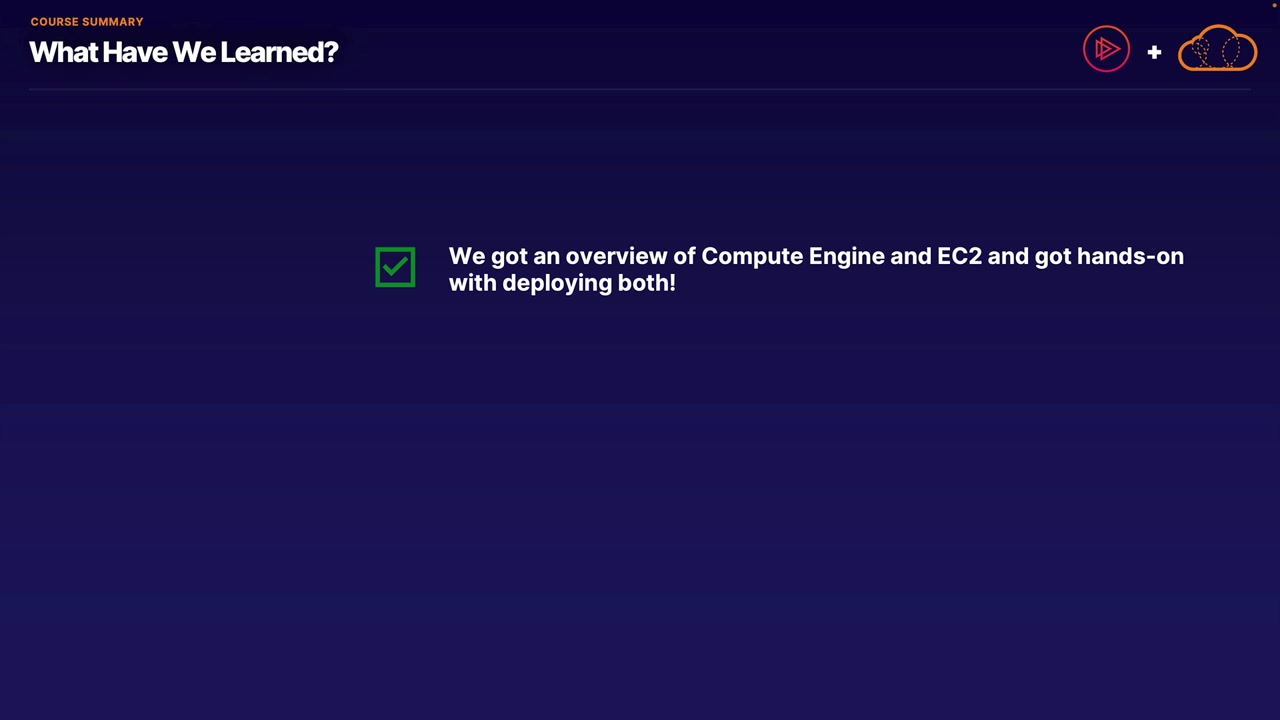 COURSE SUMMARY
What Have We Learned?
We got an overview of Compute Engine and EC2 and got hands-on
with deploying both!